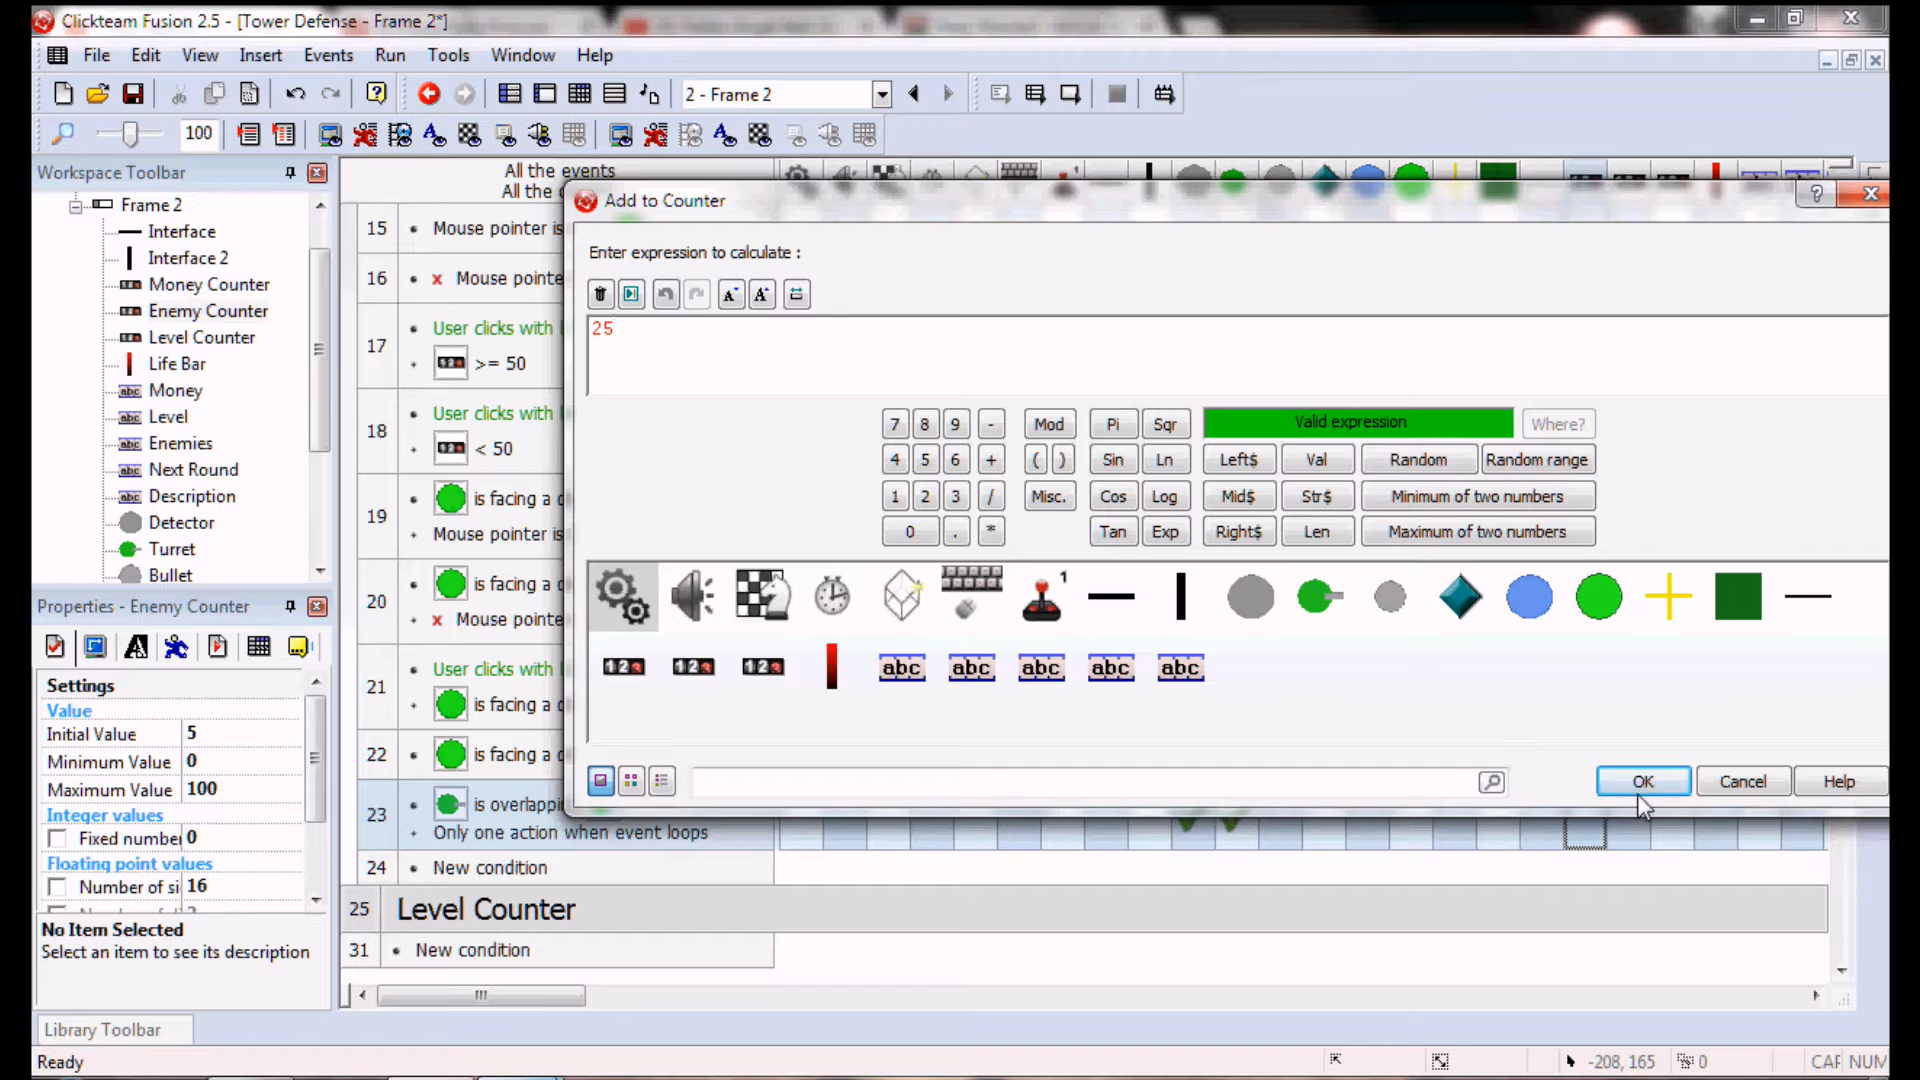 Clickteam Fusion 2.5 - [Tower Defense - Frame 2*]
File Edit View Insert Events Run Tools Window Help
2 - Frame 2
100
Workspace Toolbar
Frame 2
Interface
Interface 2
Money Counter
Enemy Counter
Level Counter
Life Bar
Money
Level
Enemies
Next Round
Description
Detector
Turret
Bullet
Properties - Enemy Counter
Settings
Value
Initial Value 5
Minimum Value 0
Maximum Value 100
Integer values
Fixed number 0
Floating point values
Number of si 16
No Item Selected
Select an item to see its description
Library Toolbar
Ready
All the events
All the
15 • Mouse pointer is
16 • x Mouse pointe
17 • User clicks with
+ >= 50
18 • User clicks with
+ < 50
19 • is facing a d
+ Mouse pointer is
20 • is facing a d
+ x Mouse pointe
21 • User clicks with
+ is facing a d
22 • is facing a d
23 • is overlappin
+ Only one action when event loops
24 • New condition
25 Level Counter
31 • New condition
Add to Counter
Enter expression to calculate :
25
7 8 9 - Mod Pi Sqr Valid expression Where?
4 5 6 + ( ) Sin Ln Left$ Val Random Random range
1 2 3 / Misc. Cos Log Mid$ Str$ Minimum of two numbers
0 . * Tan Exp Right$ Len Maximum of two numbers
1
123 123 123 abc abc abc abc abc
OK Cancel Help
-208, 165 0 CAF NUM